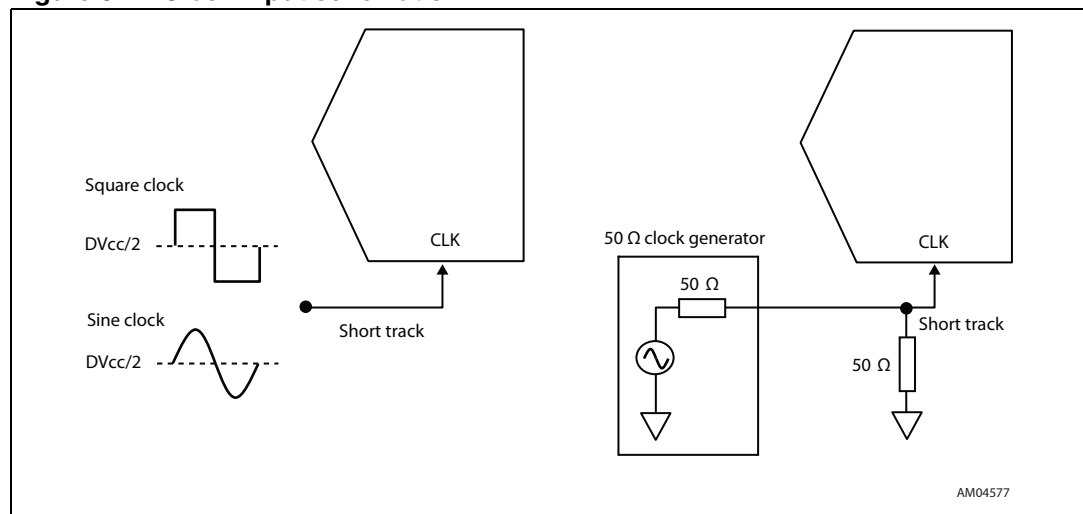 Square clock
DVcc/2
Sine clock
DVcc/2
CLK
Short track
50 Ω clock generator
50 Ω
CLK
Short track
50 Ω
AM04577